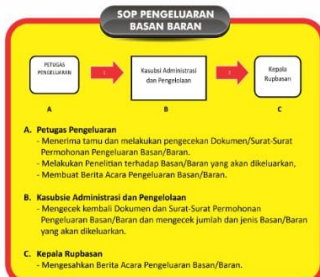 SOP PENGELUARAN
BASAN BARAN
PETUGAS
PENGELUARAN
1
Kasubsi Administrasi
dan Pengelolaan
2
Kepala
Rupbasan
A
B
C
A. Petugas Pengeluaran
- Menerima tamu dan melakukan pengecekan Dokumen/Surat-Surat
Permohonan Pengeluaran Basan/Baran.
- Melakukan Penelitian terhadap Basan/Baran yang akan dikeluarkan,
- Membuat Berita Acara Pengeluaran Basan/Baran.
B. Kasubsie Administrasi dan Pengelolaan
- Mengecek kembali Dokumen dan Surat-Surat Permohonan
Pengeluaran Basan/Baran dan mengecek jumlah dan jenis Basan/Baran
yang akan dikeluarkan.
C. Kepala Rupbasan
- Mengesahkan Berita Acara Pengeluaran Basan/Baran.